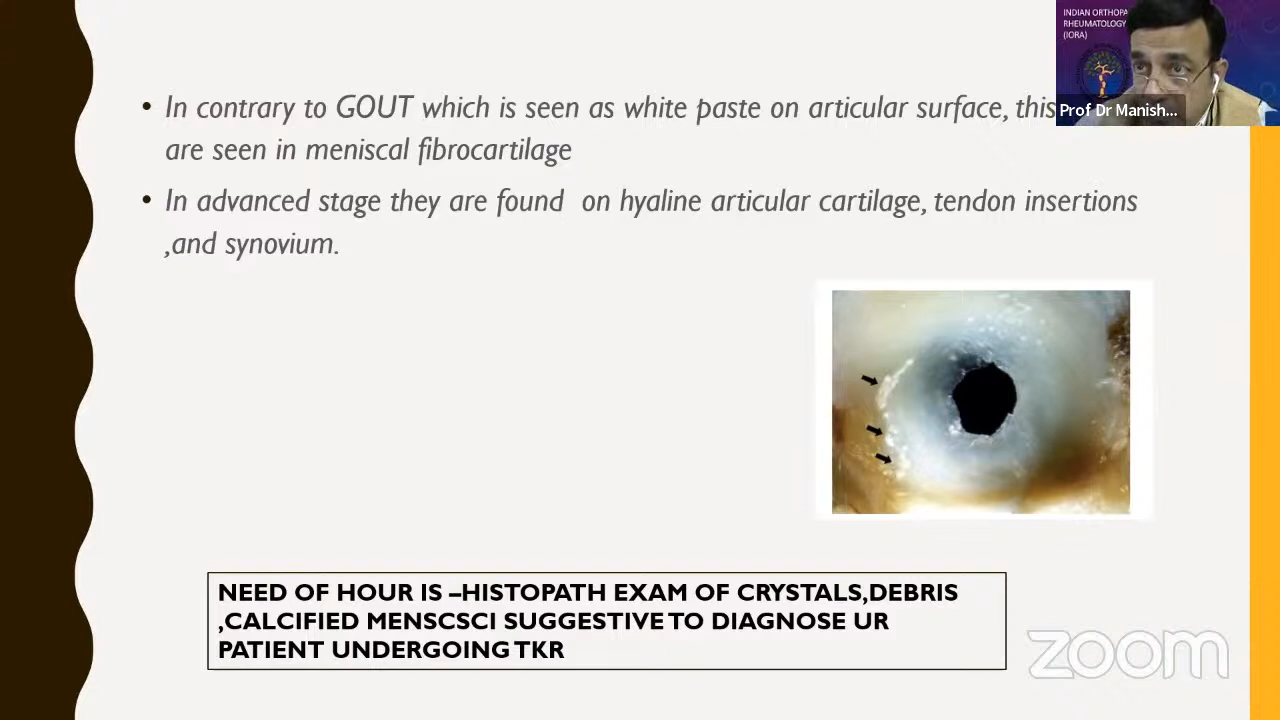 INDIAN ORTHOPA
RHEUMATOLOGY
(IORA)
Prof Dr Manish...
• In contrary to GOUT which is seen as white paste on articular surface, this
are seen in meniscal fibrocartilage
• In advanced stage they are found on hyaline articular cartilage, tendon insertions
,and synovium.
NEED OF HOUR IS –HISTOPATH EXAM OF CRYSTALS,DEBRIS
,CALCIFIED MENSCSCI SUGGESTIVE TO DIAGNOSE UR
PATIENT UNDERGOING TKR
zoom